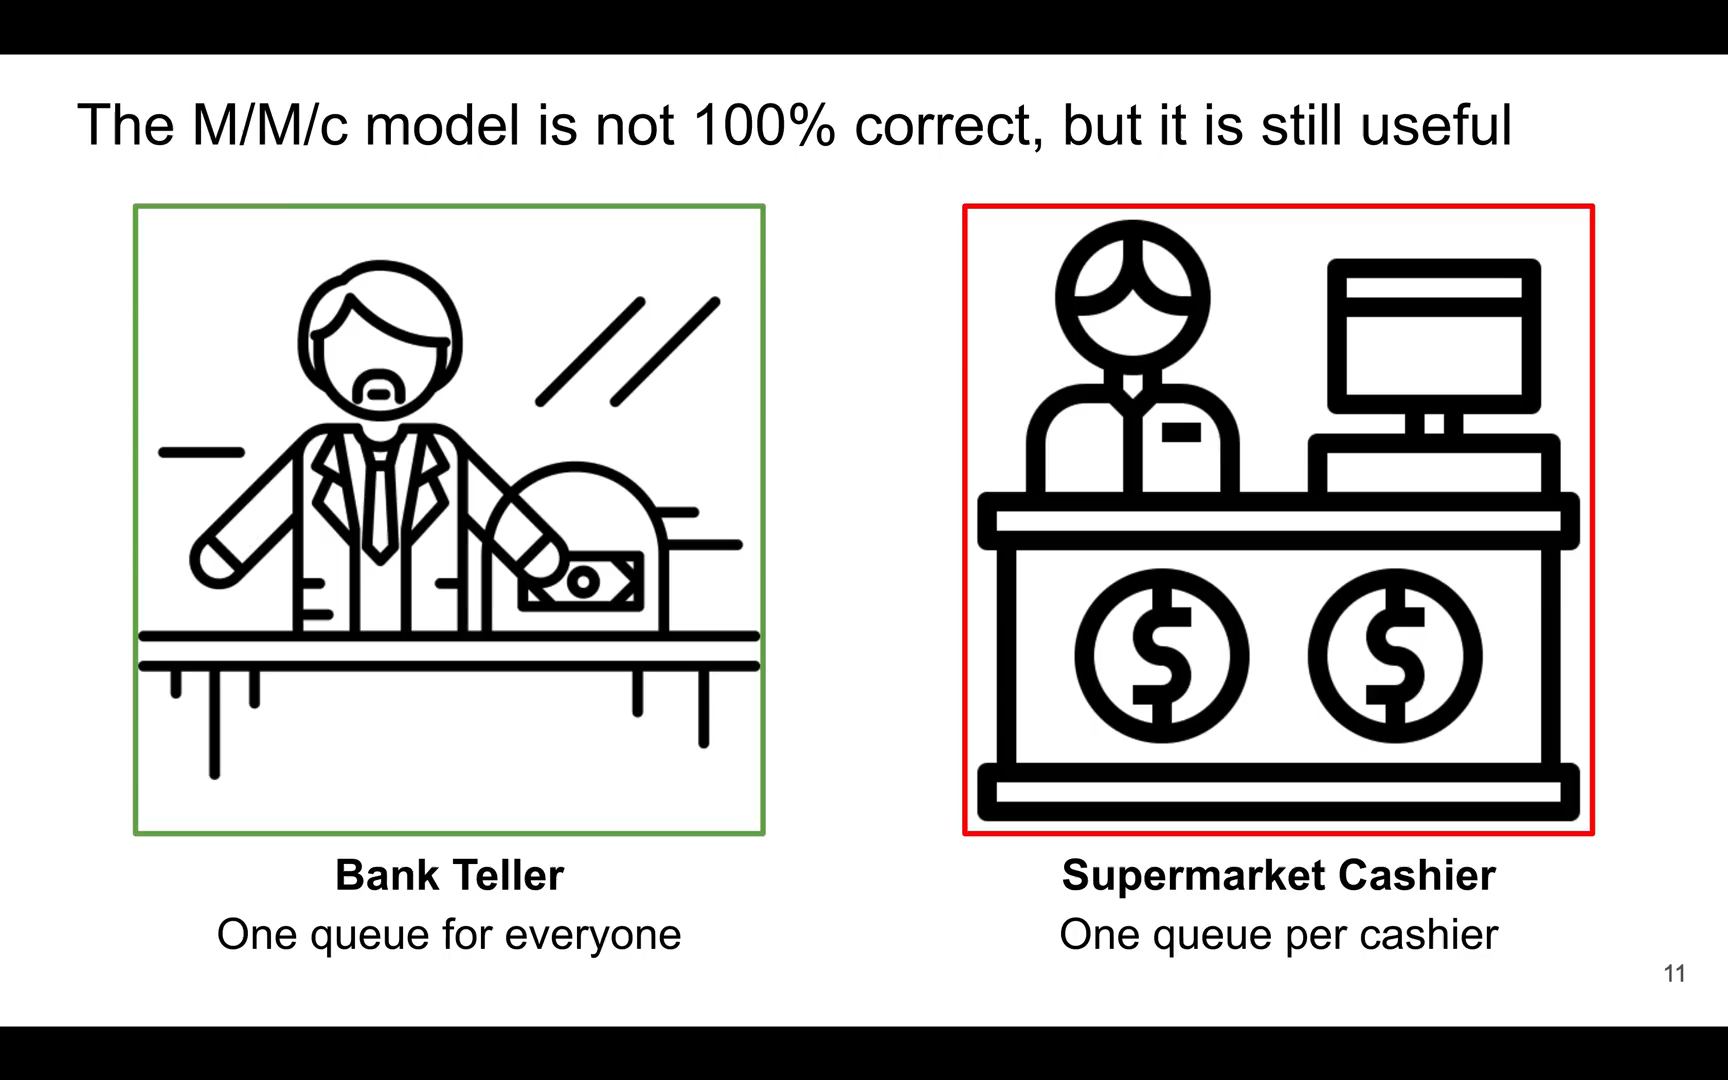 The M/M/c model is not 100% correct, but it is still useful
$ $
Bank Teller
One queue for everyone
Supermarket Cashier
One queue per cashier
11